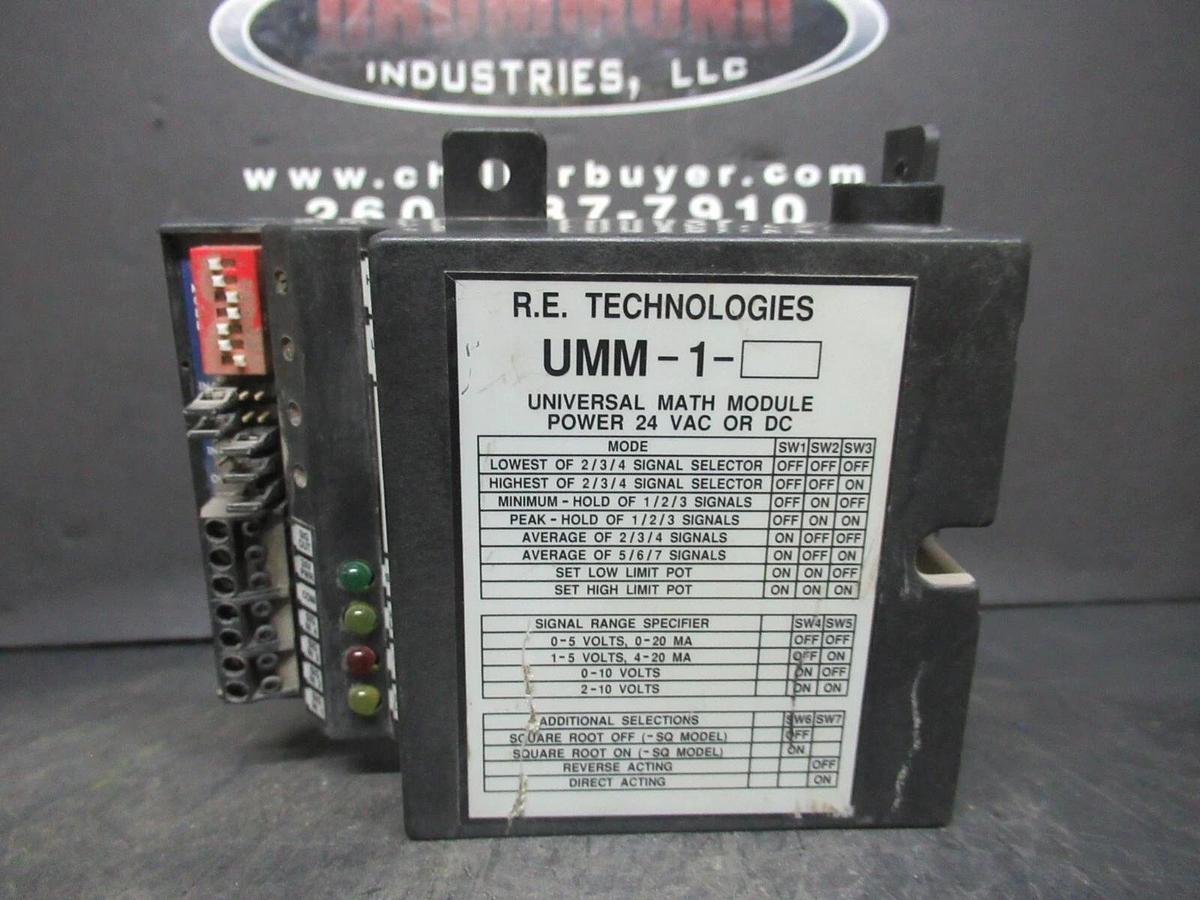 INDUSTRIES, LLC
R.E. TECHNOLOGIES
UMM-1-
UNIVERSAL MATH MODULE
POWER 24 VAC OR DC
MODE SW1 SW2 SW3
LOWEST OF 2/3/4 SIGNAL SELECTOR OFF OFF OFF
HIGHEST OF 2/3/4 SIGNAL SELECTOR OFF OFF ON
MINIMUM-HOLD OF 1/2/3 SIGNALS OFF ON OFF
PEAK-HOLD OF 1/2/3 SIGNALS OFF ON ON
AVERAGE OF 2/3/4 SIGNALS ON OFF OFF
AVERAGE OF 5/6/7 SIGNALS ON OFF ON
SET LOW LIMIT POT ON ON OFF
SET HIGH LIMIT POT ON ON ON
SIGNAL RANGE SPECIFIER SW4 SW5
0-5 VOLTS, 0-20 MA OFF OFF
1-5 VOLTS, 4-20 MA OFF ON
0-10 VOLTS ON OFF
2-10 VOLTS ON ON
ADDITIONAL SELECTIONS SW6 SW7
SQUARE ROOT OFF (-SQ MODEL) OFF
SQUARE ROOT ON (-SQ MODEL) ON
REVERSE ACTING OFF
DIRECT ACTING ON
COM